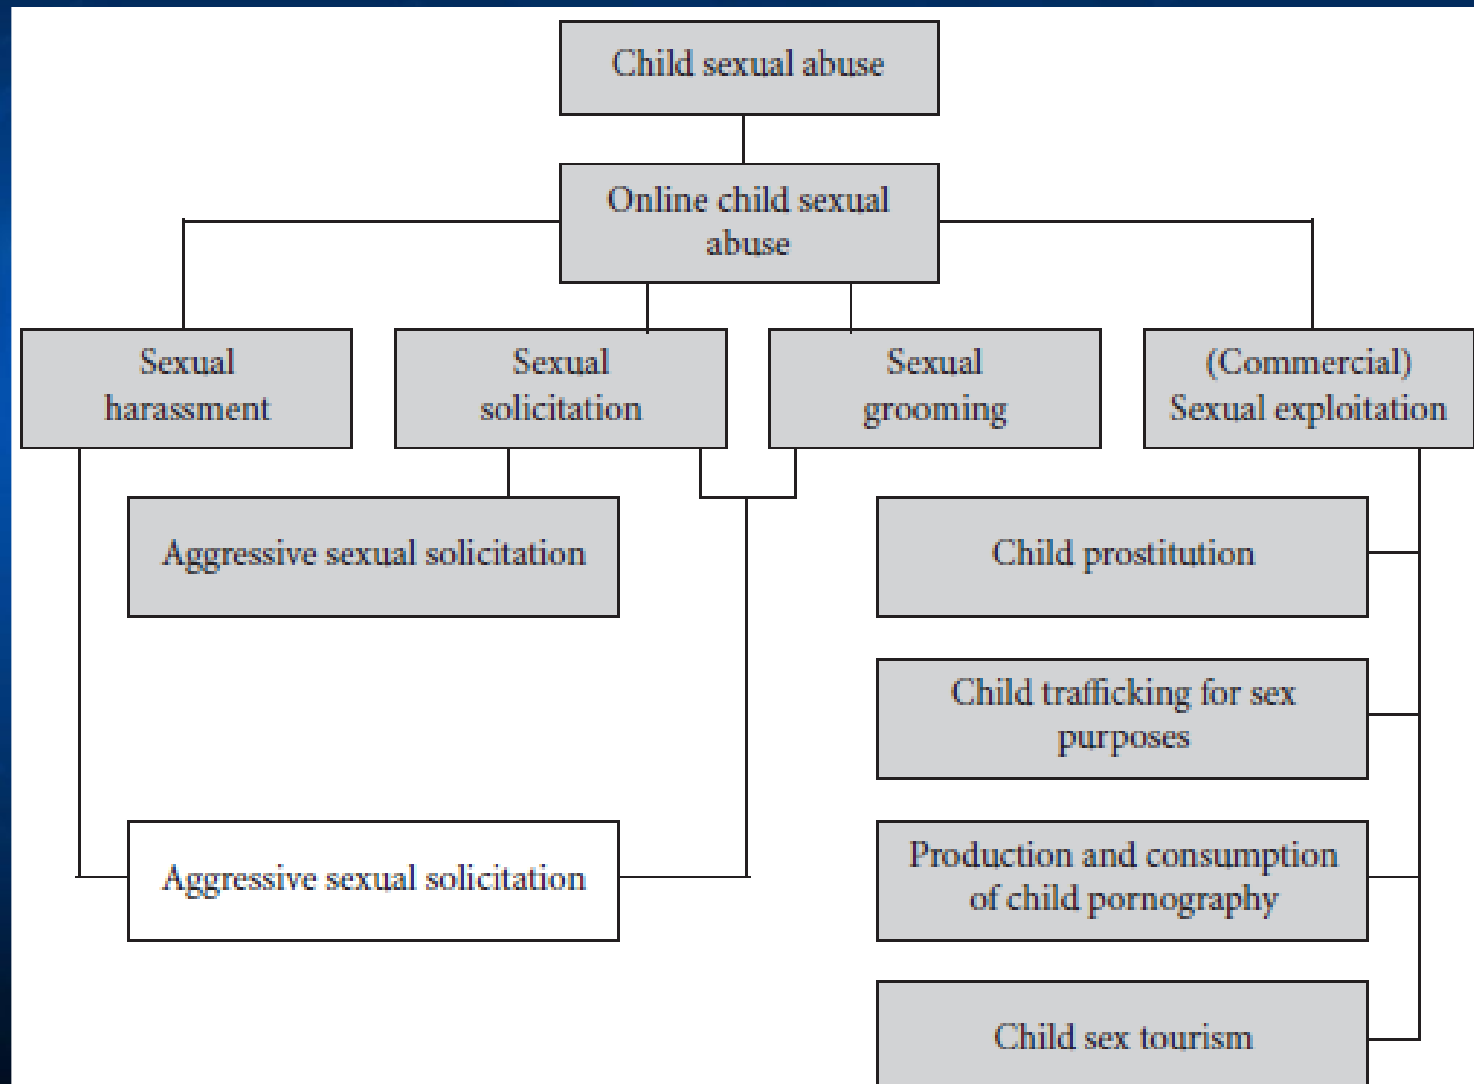 Child sexual abuse
Online child sexual
abuse
Sexual
harassment
Sexual
solicitation
Sexual
grooming
(Commercial)
Sexual exploitation
Aggressive sexual solicitation
Child prostitution
Child trafficking for sex
purposes
Aggressive sexual solicitation
Production and consumption
of child pornography
Child sex tourism